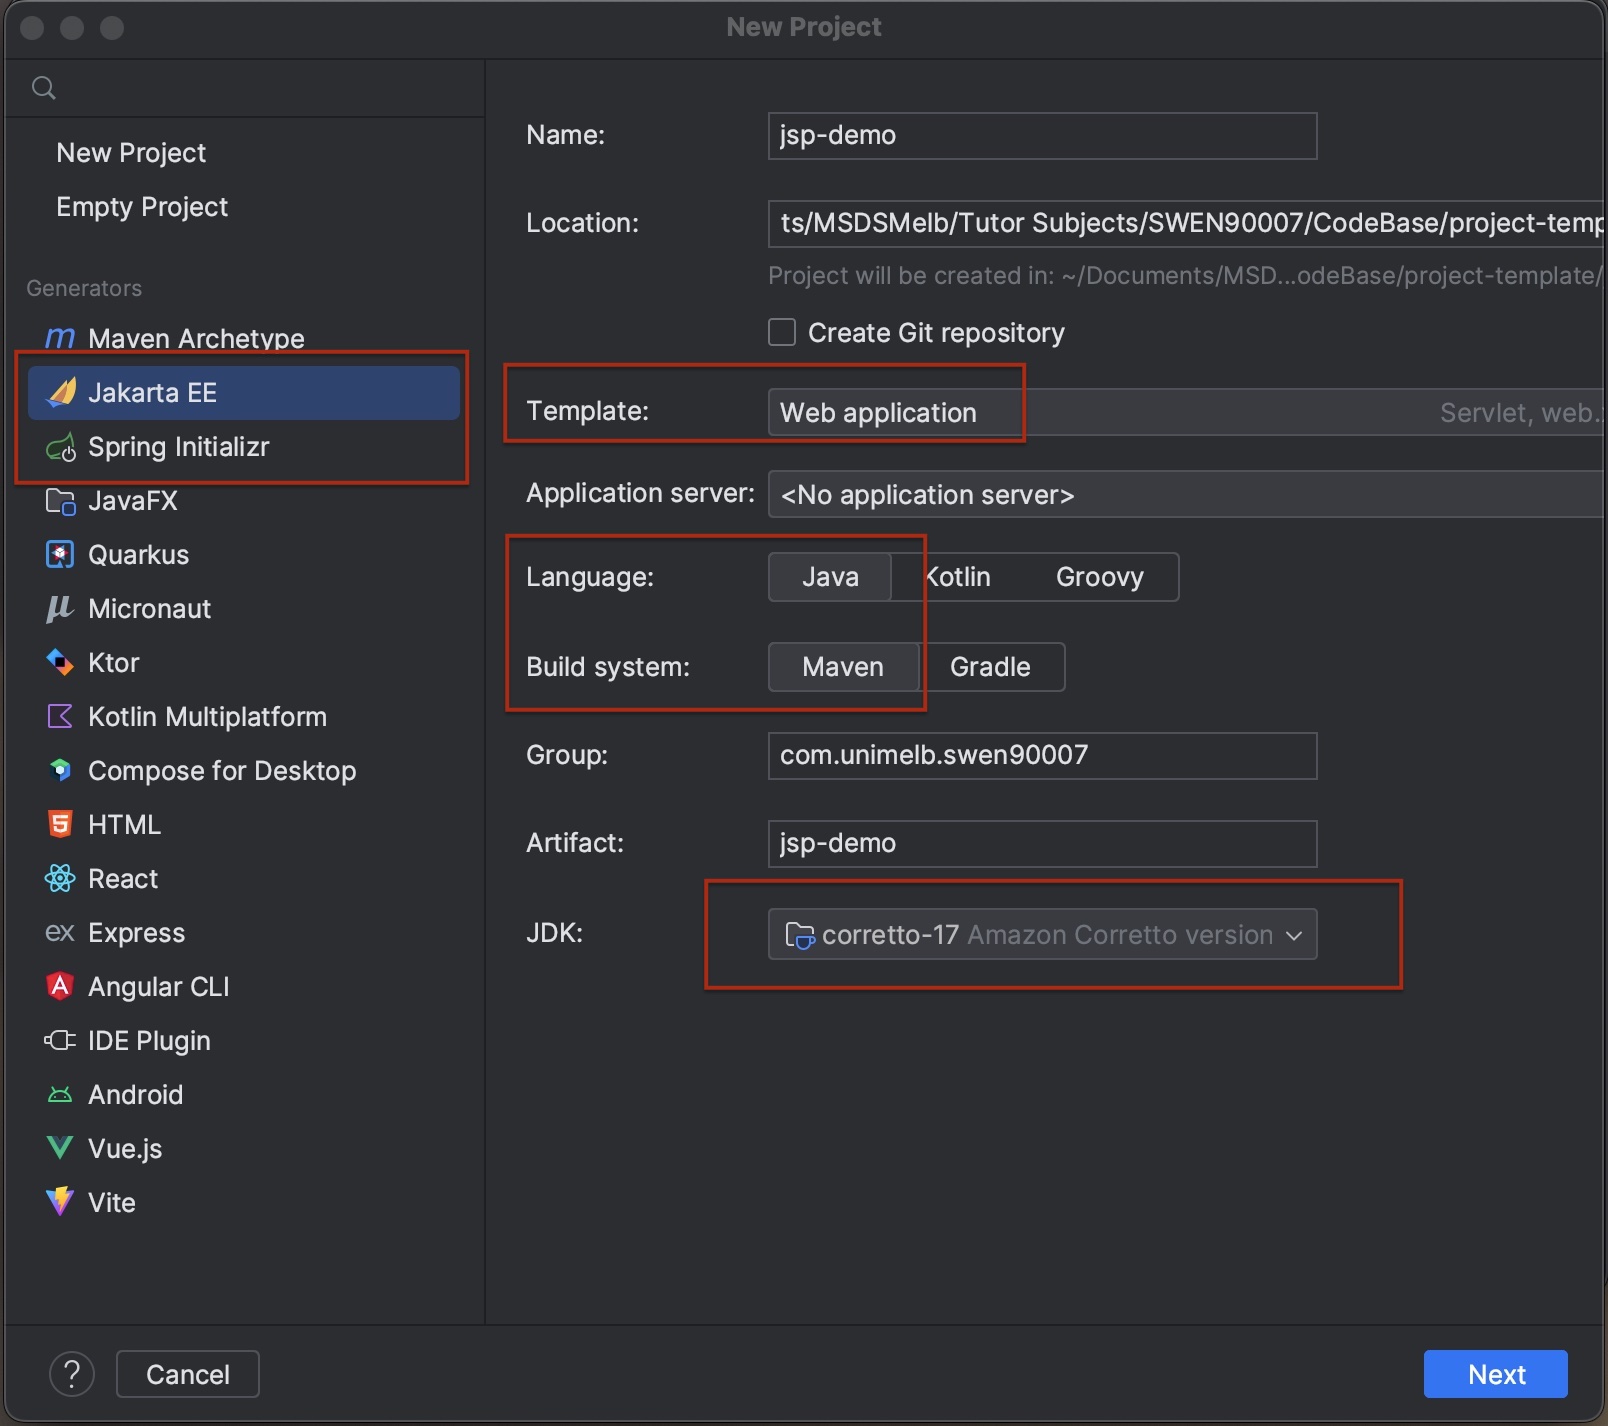 New Project
New Project
Empty Project
Generators
Maven Archetype
Jakarta EE
Spring Initializr
JavaFX
Quarkus
Micronaut
Ktor
Kotlin Multiplatform
Compose for Desktop
HTML
React
ex Express
Angular CLI
IDE Plugin
Android
Vue.js
Vite
Name: jsp-demo
Location: ts/MSDSMelb/Tutor Subjects/SWEN90007/CodeBase/project-temp
Project will be created in: ~/Documents/MSD...odeBase/project-template/
Create Git repository
Template: Web application Servlet, web.
Application server: <No application server>
Language: Java Kotlin Groovy
Build system: Maven Gradle
Group: com.unimelb.swen90007
Artifact: jsp-demo
JDK: corretto-17 Amazon Corretto version
? Cancel Next